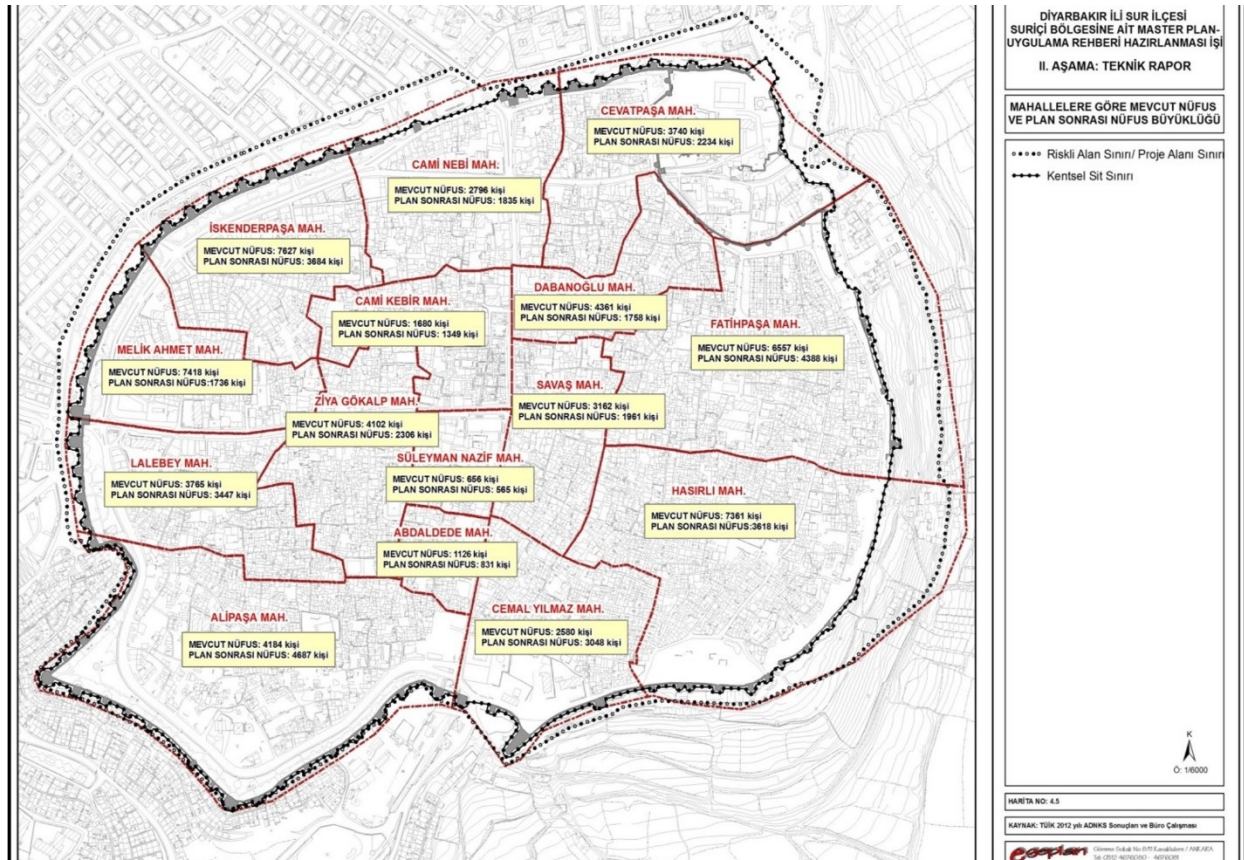 CEVATPAŞA MAH.
MEVCUT NÜFUS: 3740 kişi
PLAN SONRASI NÜFUS: 2234 kişi
CAMİ NEBİ MAH.
MEVCUT NÜFUS: 2796 kişi
PLAN SONRASI NÜFUS: 1835 kişi
İSKENDERPAŞA MAH.
MEVCUT NÜFUS: 7627 kişi
PLAN SONRASI NÜFUS: 3684 kişi
CAMİ KEBİR MAH.
MEVCUT NÜFUS: 1680 kişi
PLAN SONRASI NÜFUS: 1349 kişi
DABANOĞLU MAH.
MEVCUT NÜFUS: 4361 kişi
PLAN SONRASI NÜFUS: 1758 kişi
FATİHPAŞA MAH.
MEVCUT NÜFUS: 6557 kişi
PLAN SONRASI NÜFUS: 4388 kişi
MELİK AHMET MAH.
MEVCUT NÜFUS: 7418 kişi
PLAN SONRASI NÜFUS:1736 kişi
ZİYA GÖKALP MAH.
MEVCUT NÜFUS: 4102 kişi
PLAN SONRASI NÜFUS: 2306 kişi
SAVAŞ MAH.
MEVCUT NÜFUS: 3162 kişi
PLAN SONRASI NÜFUS: 1961 kişi
LALEBEY MAH.
MEVCUT NÜFUS: 3765 kişi
PLAN SONRASI NÜFUS: 3447 kişi
SÜLEYMAN NAZİF MAH.
MEVCUT NÜFUS: 656 kişi
PLAN SONRASI NÜFUS: 565 kişi
HASIRLI MAH.
MEVCUT NÜFUS: 7361 kişi
PLAN SONRASI NÜFUS:3618 kişi
ABDALDEDE MAH.
MEVCUT NÜFUS: 1126 kişi
PLAN SONRASI NÜFUS: 831 kişi
ALİPAŞA MAH.
MEVCUT NÜFUS: 4184 kişi
PLAN SONRASI NÜFUS: 4687 kişi
CEMAL YILMAZ MAH.
MEVCUT NÜFUS: 2580 kişi
PLAN SONRASI NÜFUS: 3048 kişi
DİYARBAKIR İLİ SUR İLÇESİ
SURİÇİ BÖLGESİNE AİT MASTER PLAN-
UYGULAMA REHBERİ HAZIRLANMASI İŞİ
II. AŞAMA: TEKNİK RAPOR
MAHALLELERE GÖRE MEVCUT NÜFUS
VE PLAN SONRASI NÜFUS BÜYÜKLÜĞÜ
Riskli Alan Sınırı/ Proje Alanı Sınırı
Kentsel Sit Sınırı
K
Ö: 1/6000
HARİTA NO: 4.5
KAYNAK: TÜİK 2012 yılı ADNKS Sonuçları ve Büro Çalışması
egeplan